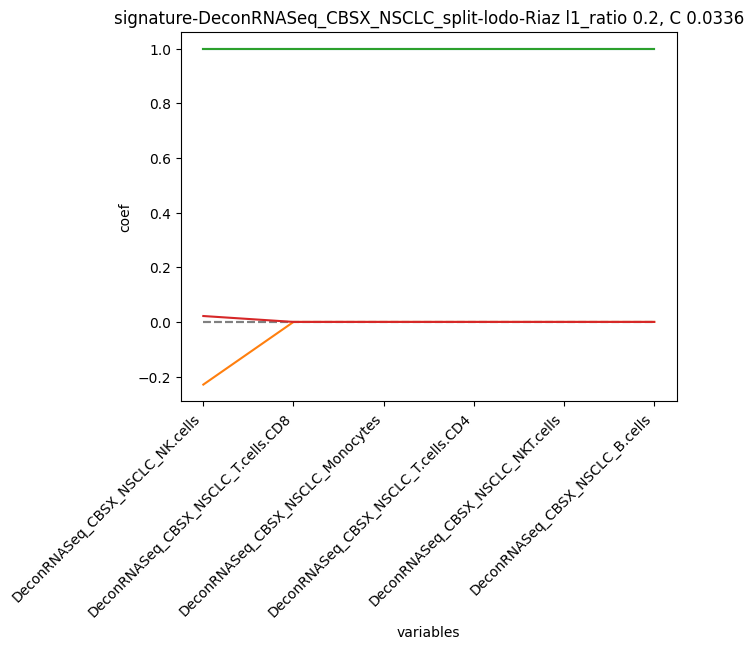 signature-DeconRNASeq_CBSX_NSCLC_split-lodo-Riaz l1_ratio 0.2, C 0.0336
coef
1.0
0.8
0.6
0.4
0.2
0.0
−0.2
DeconRNASeq_CBSX_NSCLC_NK.cells
DeconRNASeq_CBSX_NSCLC_T.cells.CD8
DeconRNASeq_CBSX_NSCLC_Monocytes
DeconRNASeq_CBSX_NSCLC_T.cells.CD4
DeconRNASeq_CBSX_NSCLC_NKT.cells
DeconRNASeq_CBSX_NSCLC_B.cells
variables